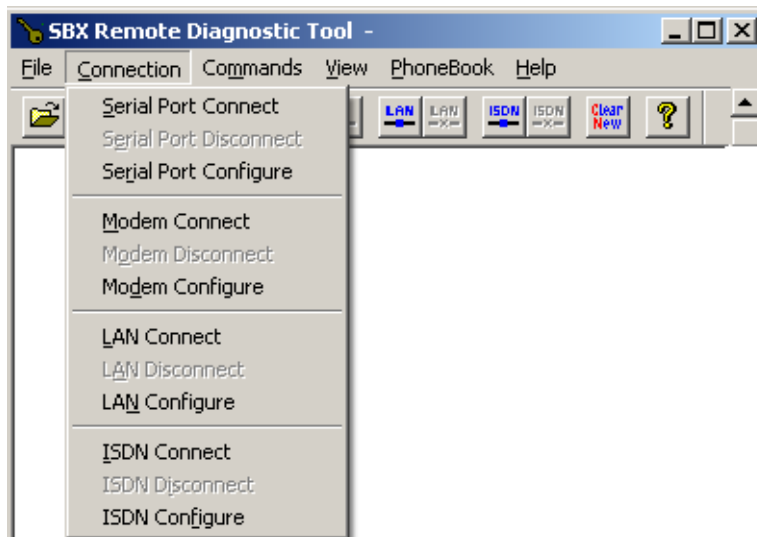 SBX Remote Diagnostic Tool -
File Connection Commands View PhoneBook Help
LAN LAN ISDN ISDN Clear New ?
Serial Port Connect
Serial Port Disconnect
Serial Port Configure
Modem Connect
Modem Disconnect
Modem Configure
LAN Connect
LAN Disconnect
LAN Configure
ISDN Connect
ISDN Disconnect
ISDN Configure